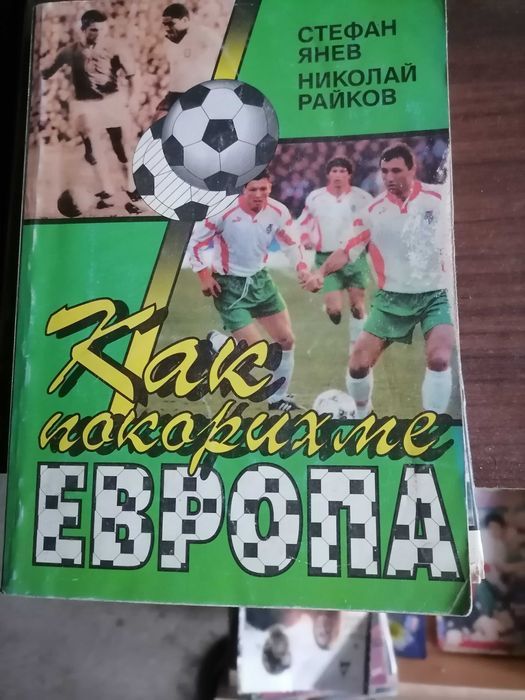 СТЕФАН
ЯНЕВ
НИКОЛАЙ
РАЙКОВ
Как
покорихме
ЕВРОПА